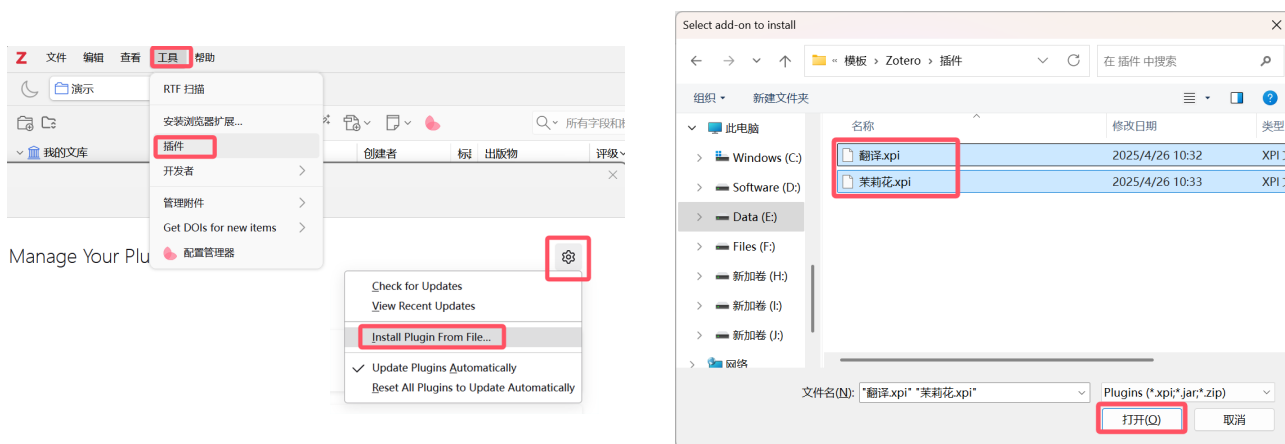 Z 文件 编辑 查看 工具 帮助
演示
RTF 扫描
安装浏览器扩展...
插件
开发者
管理附件
Get DOIs for new items
配置管理器
所有字段和标
我的文库
创建者 标题 出版物 评级
Manage Your Plu
Check for Updates
View Recent Updates
Install Plugin From File...
Update Plugins Automatically
Reset All Plugins to Update Automatically
Select add-on to install
« 模板 › Zotero › 插件
在 插件 中搜索
组织 新建文件夹
名称 修改日期 类型
此电脑
Windows (C:)
Software (D:)
Data (E:)
Files (F:)
新加卷 (H:)
新加卷 (I:)
新加卷 (J:)
网络
翻译.xpi 2025/4/26 10:32 XPI
茉莉花.xpi 2025/4/26 10:33 XPI
文件名(N): "翻译.xpi" "茉莉花.xpi"
Plugins (*.xpi;*.jar;*.zip)
打开(O) 取消